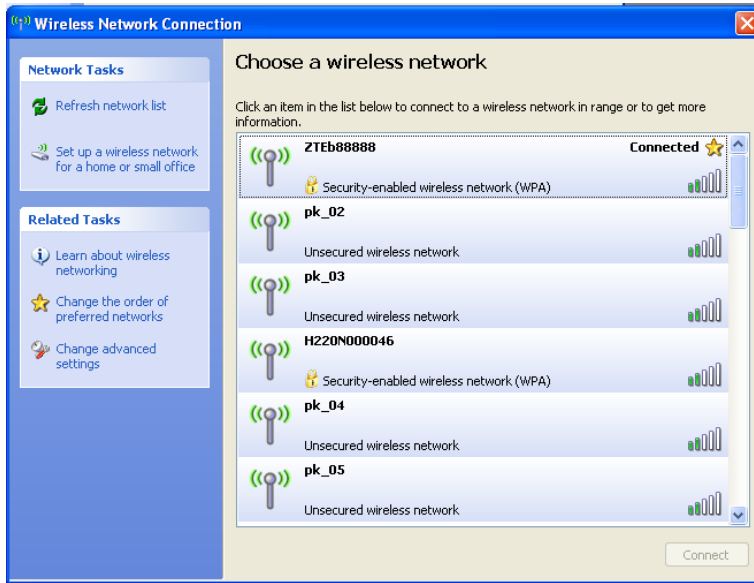 Wireless Network Connection
Network Tasks
Refresh network list
Set up a wireless network
for a home or small office
Related Tasks
Learn about wireless
networking
Change the order of
preferred networks
Change advanced
settings
Choose a wireless network
Click an item in the list below to connect to a wireless network in range or to get more
information.
ZTEb88888 Connected
Security-enabled wireless network (WPA)
pk_02
Unsecured wireless network
pk_03
Unsecured wireless network
H220N000046
Security-enabled wireless network (WPA)
pk_04
Unsecured wireless network
pk_05
Unsecured wireless network
Connect